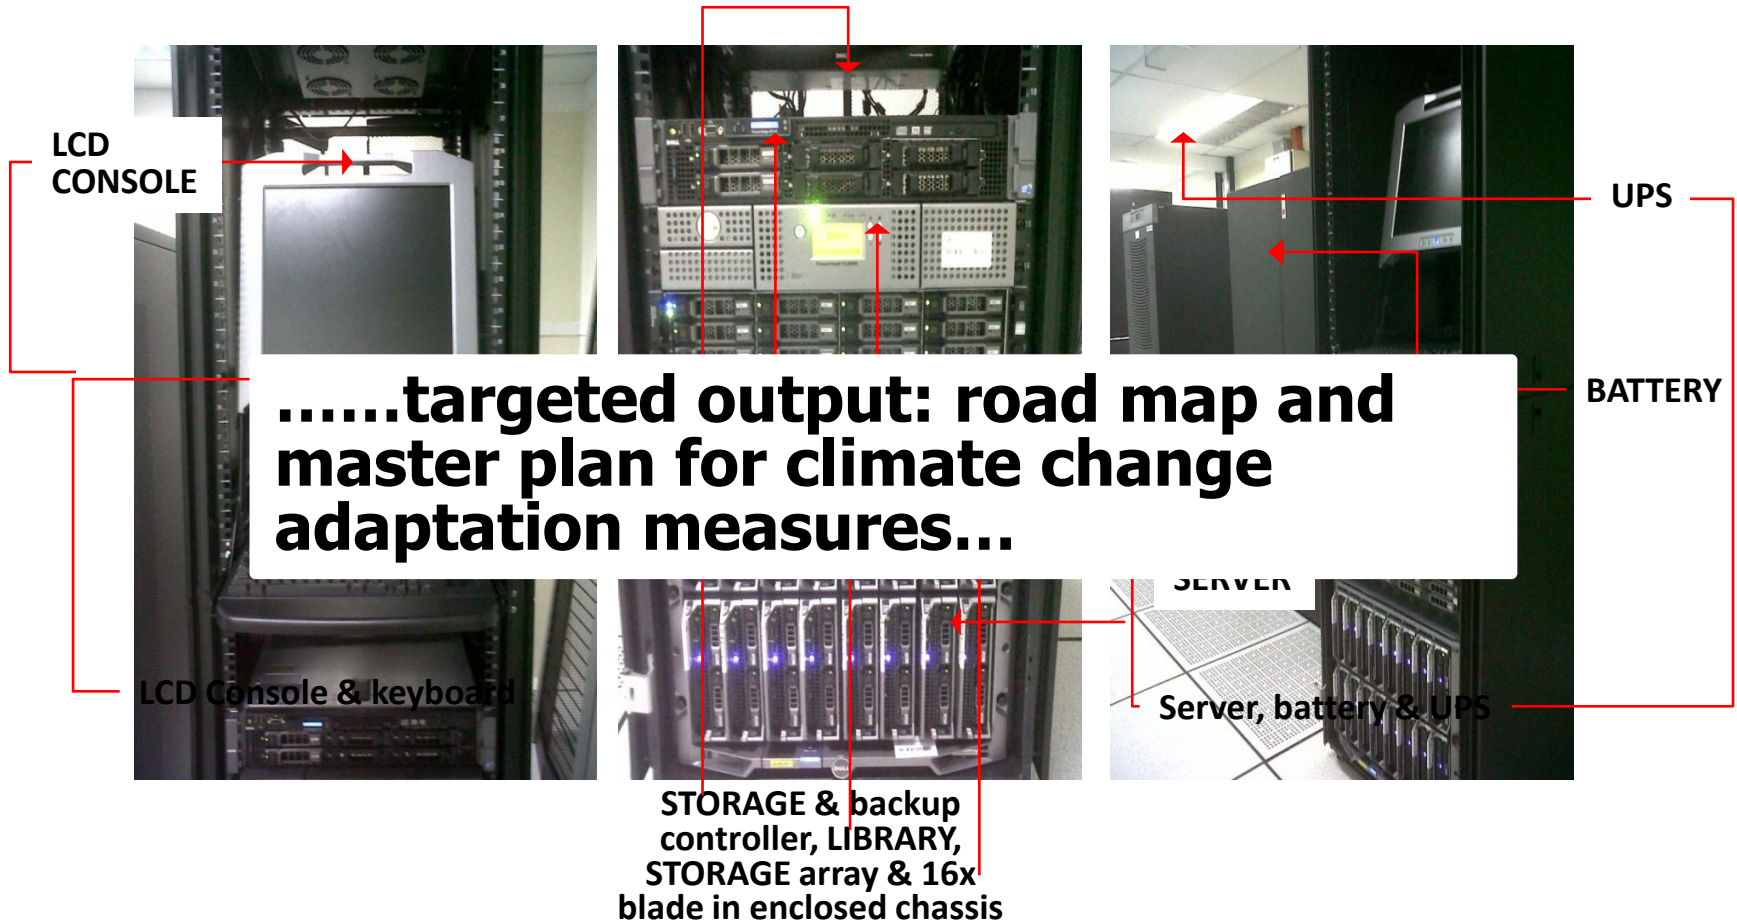 LCD
CONSOLE
UPS
BATTERY
......targeted output: road map and
master plan for climate change
adaptation measures...
SERVER
LCD Console & keyboard
Server, battery & UPS
STORAGE & backup
controller, LIBRARY,
STORAGE array & 16x
blade in enclosed chassis